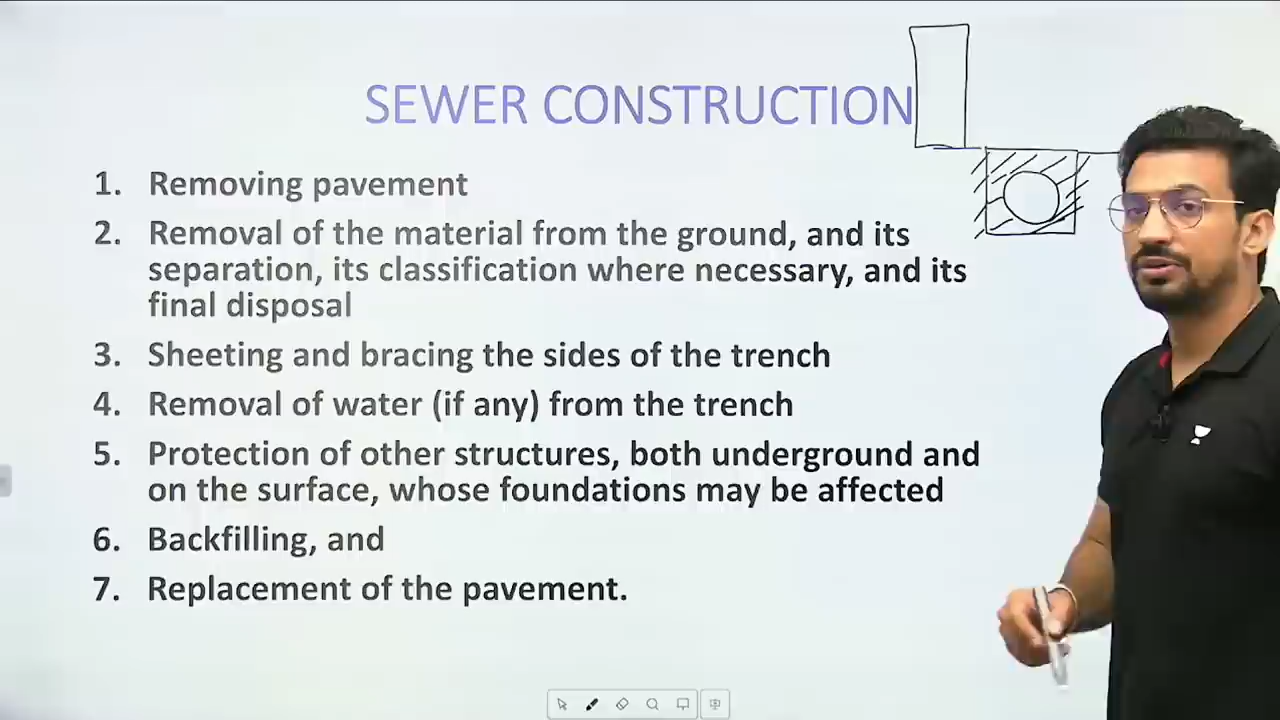 SEWER CONSTRUCTION
1. Removing pavement
2. Removal of the material from the ground, and its
separation, its classification where necessary, and its
final disposal
3. Sheeting and bracing the sides of the trench
4. Removal of water (if any) from the trench
5. Protection of other structures, both underground and
on the surface, whose foundations may be affected
6. Backfilling, and
7. Replacement of the pavement.